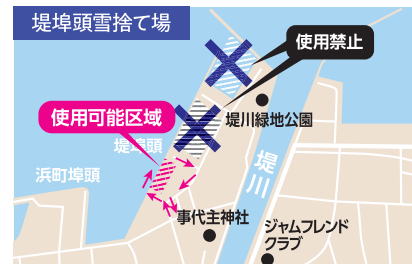 堤埠頭雪捨て場
使用禁止
使用可能区域
堤川緑地公園
堤埠頭
堤川
浜町埠頭
事代主神社
ジャムフレンド
クラブ